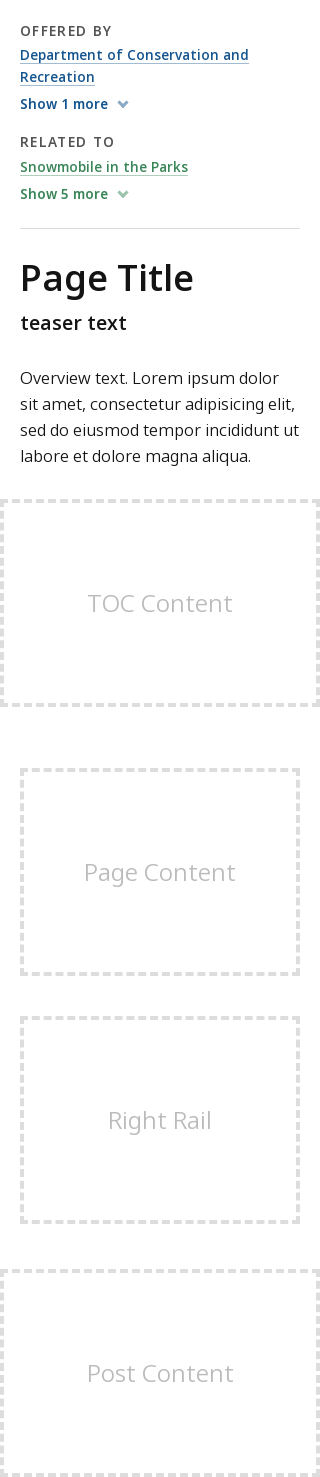 OFFERED BY
Department of Conservation and
Recreation
Show 1 more
RELATED TO
Snowmobile in the Parks
Show 5 more
Page Title
teaser text
Overview text. Lorem ipsum dolor
sit amet, consectetur adipisicing elit,
sed do eiusmod tempor incididunt ut
labore et dolore magna aliqua.
TOC Content
Page Content
Right Rail
Post Content